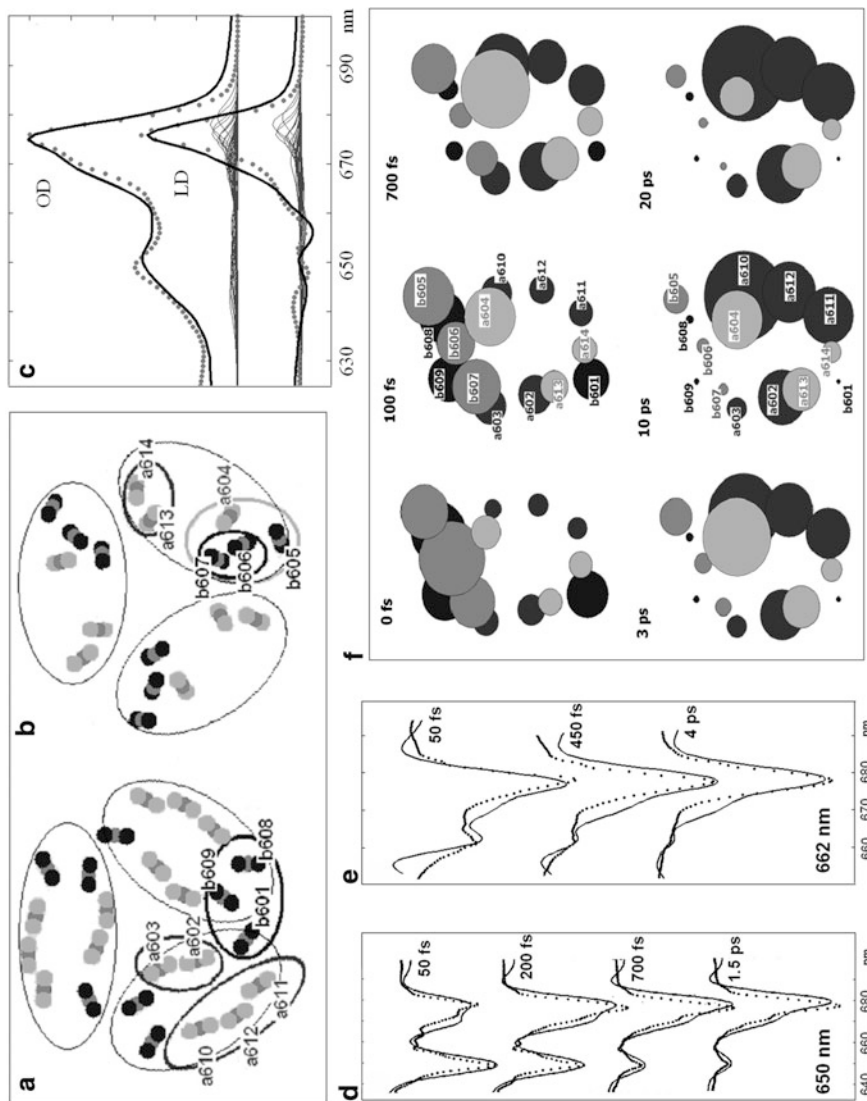 a
a603
a602
b609
b601
b608
a610
a612
a611
b
a614
a613
a604
b607
b606
b605
c
OD
LD
630
650
670
690
nm
d
50 fs
200 fs
700 fs
1.5 ps
650 nm
640
660
680
nm
e
50 fs
450 fs
4 ps
662 nm
660
670
680
nm
f
0 fs
100 fs
b605
b608
b606
a604
a610
b609
b607
a603
a612
a602
a613
a611
a614
b601
700 fs
3 ps
10 ps
b605
b608
a610
b606
a604
b609
b607
a603
a612
a602
a613
a611
a614
b601
20 ps